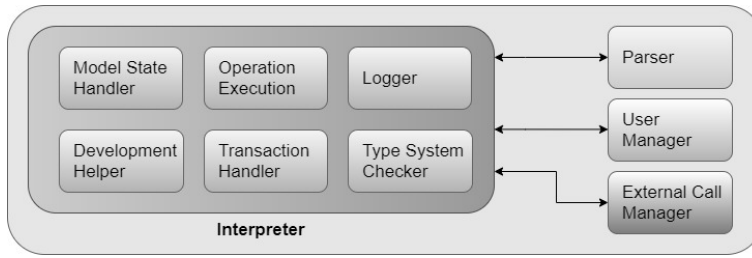 Model State
Handler
Operation
Execution
Logger
Parser
Development
Helper
Transaction
Handler
Type System
Checker
User
Manager
External Call
Manager
Interpreter